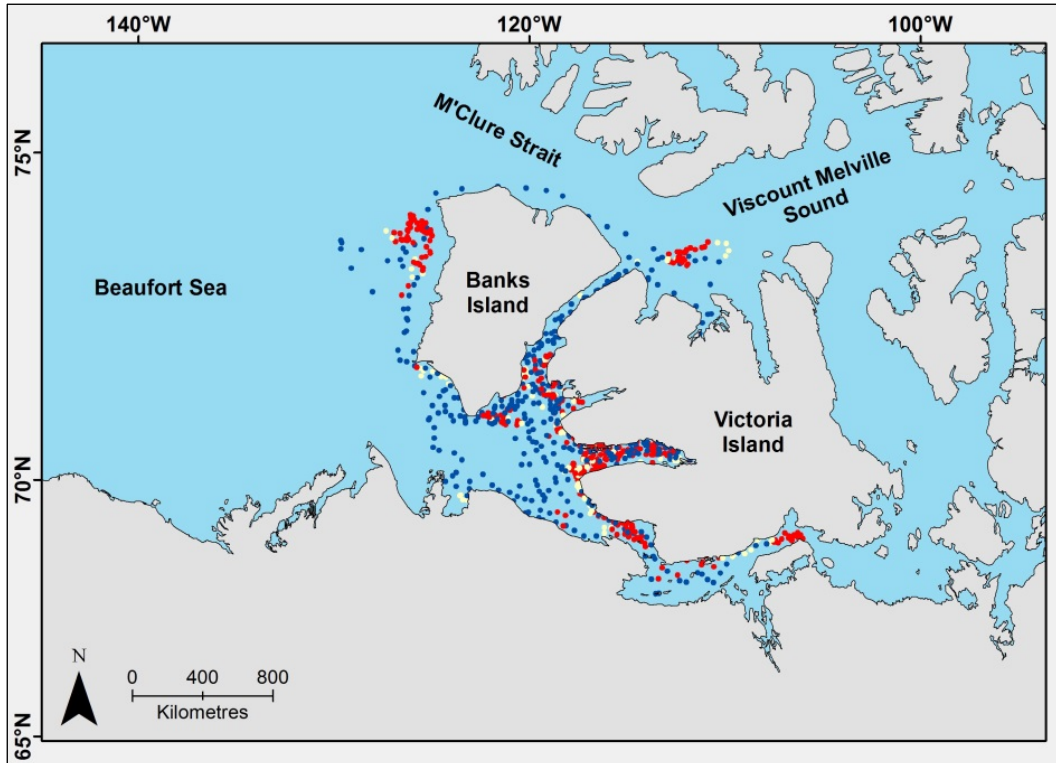 140°W 120°W 100°W
75°N
M'Clure Strait
Viscount Melville
Sound
Beaufort Sea
Banks
Island
Victoria
Island
70°N
N
0 400 800
Kilometres
65°N